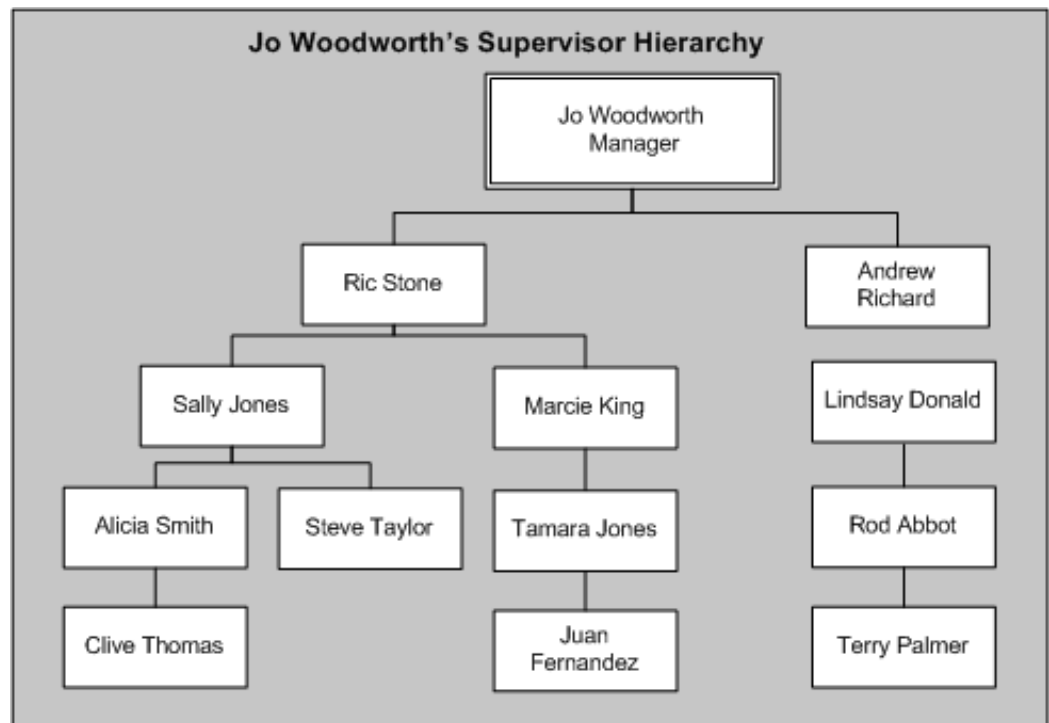 Jo Woodworth's Supervisor Hierarchy
Jo Woodworth
Manager
Ric Stone
Andrew
Richard
Sally Jones
Marcie King
Lindsay Donald
Alicia Smith
Steve Taylor
Tamara Jones
Rod Abbot
Clive Thomas
Juan
Fernandez
Terry Palmer